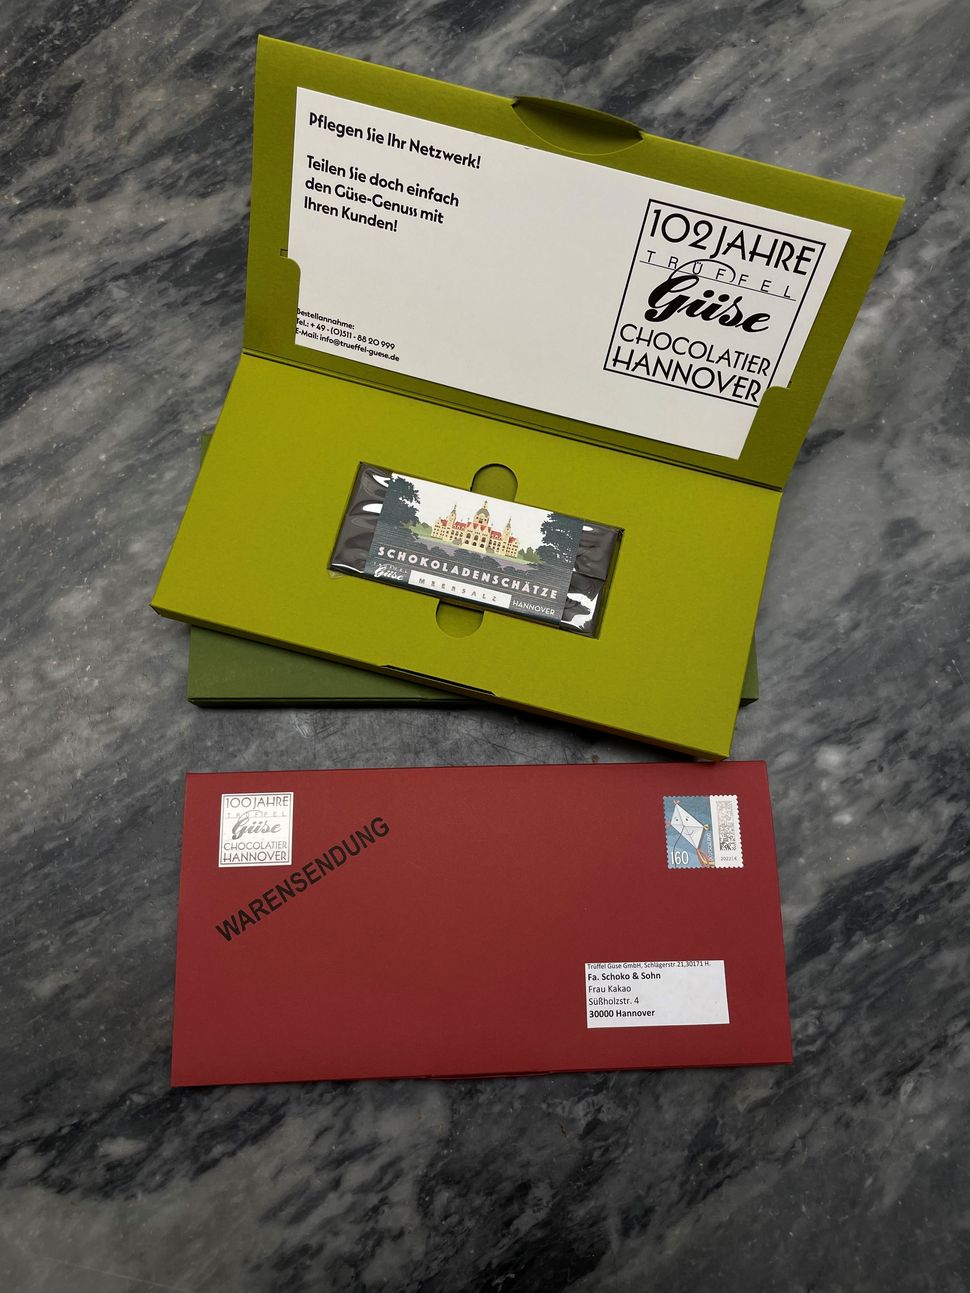 Pflegen Sie Ihr Netzwerk!
Teilen Sie doch einfach
den Güse-Genuss mit
Ihren Kunden!
Bestellannahme:
Tel.: + 49 - (0)511 - 88 20 999
E-Mail: info@trueffel-guese.de
102 JAHRE
TRÜFFEL
Güse
CHOCOLATIER
HANNOVER
SCHOKOLADENSCHÄTZE
TRÜFFEL
Güse
MEERSALZ
HANNOVER
100 JAHRE
TRÜFFEL
Güse
CHOCOLATIER
HANNOVER
WARENSENDUNG
160
Trüffel Güse GmbH, Schlägerstr.21,30171 H.
Fa. Schoko & Sohn
Frau Kakao
Süßholzstr. 4
30000 Hannover